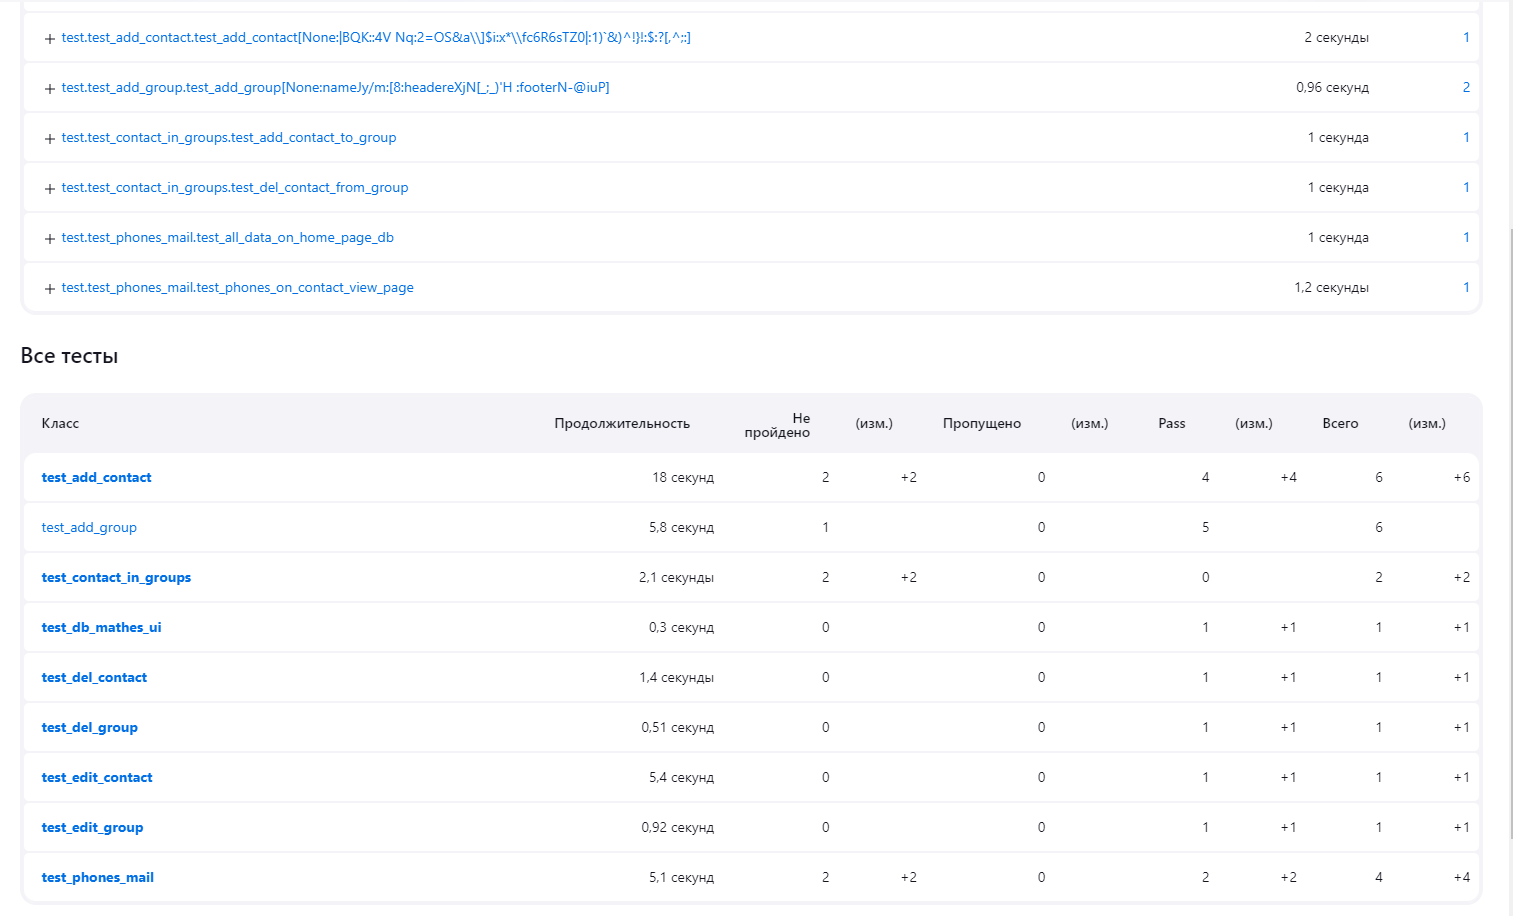 test.test_add_contact.test_add_contact[None:|BQK::4V Nq:2=OS&a\\]$i:x*\\fc6R6sTZ0|:1)`&)^!}!:$:?[,^;:] 2 секунды 1
test.test_add_group.test_add_group[None:nameJy/m:[8:headereXjN[_;_)'H :footerN-@iuP] 0,96 секунд 2
test.test_contact_in_groups.test_add_contact_to_group 1 секунда 1
test.test_contact_in_groups.test_del_contact_from_group 1 секунда 1
test.test_phones_mail.test_all_data_on_home_page_db 1 секунда 1
test.test_phones_mail.test_phones_on_contact_view_page 1,2 секунды 1
Все тесты
Класс Продолжительность Не пройдено (изм.) Пропущено (изм.) Pass (изм.) Всего (изм.)
test_add_contact 18 секунд 2 +2 0 4 +4 6 +6
test_add_group 5,8 секунд 1 0 5 6
test_contact_in_groups 2,1 секунды 2 +2 0 0 2 +2
test_db_mathes_ui 0,3 секунд 0 0 1 +1 1 +1
test_del_contact 1,4 секунды 0 0 1 +1 1 +1
test_del_group 0,51 секунд 0 0 1 +1 1 +1
test_edit_contact 5,4 секунд 0 0 1 +1 1 +1
test_edit_group 0,92 секунд 0 0 1 +1 1 +1
test_phones_mail 5,1 секунд 2 +2 0 2 +2 4 +4